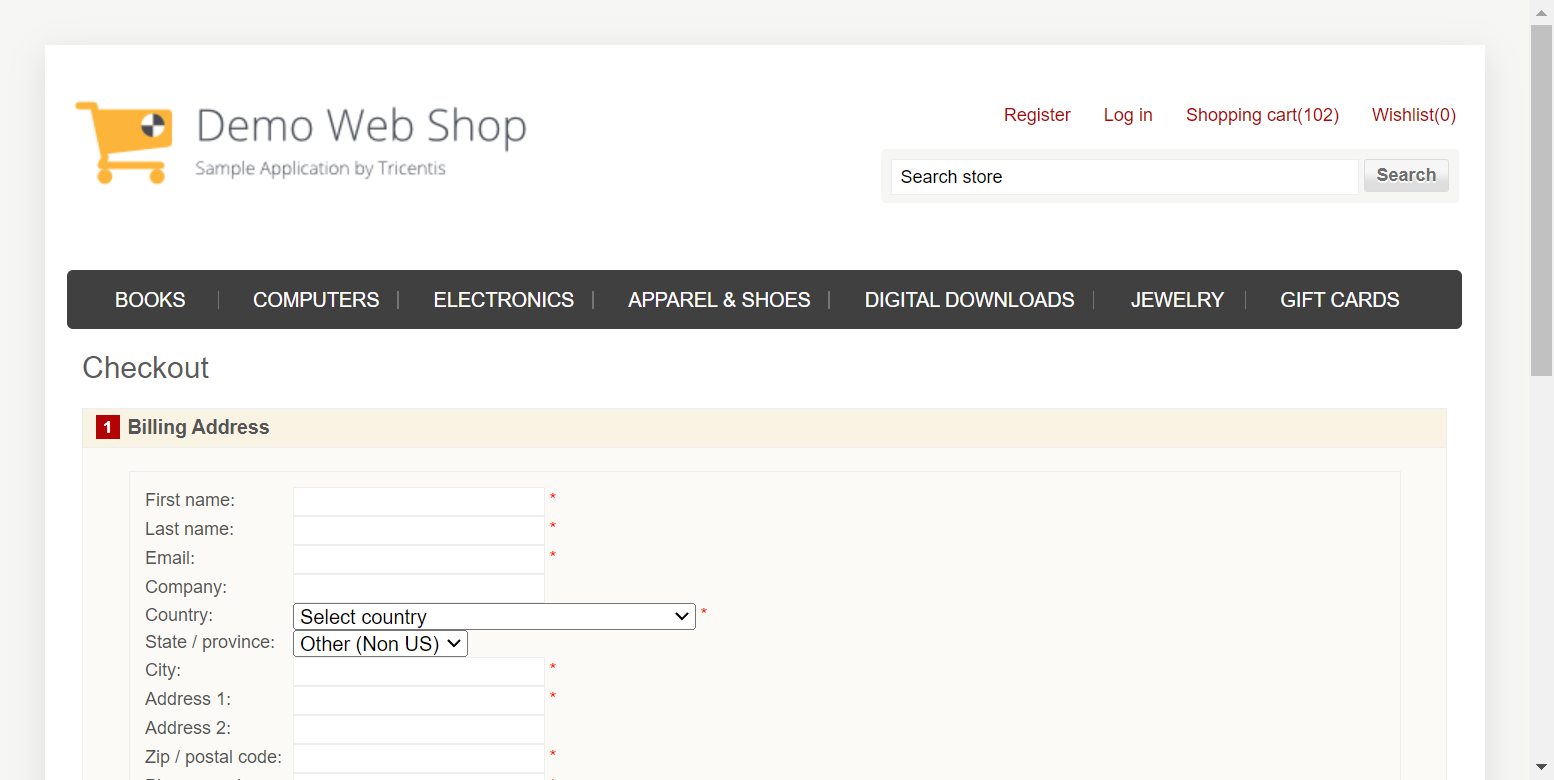 Demo Web Shop
Sample Application by Tricentis
Register Log in Shopping cart(102) Wishlist(0)
Search store Search
BOOKS COMPUTERS ELECTRONICS APPAREL & SHOES DIGITAL DOWNLOADS JEWELRY GIFT CARDS
Checkout
1 Billing Address
First name: *
Last name: *
Email: *
Company:
Country: Select country *
State / province: Other (Non US)
City: *
Address 1: *
Address 2:
Zip / postal code: *